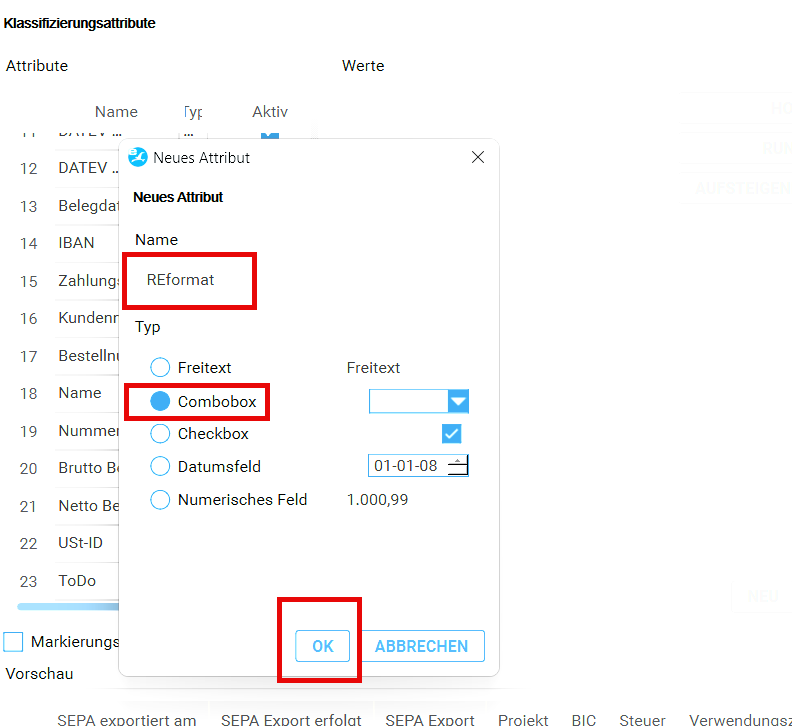 Klassifizierungsattribute
Attribute
Werte
Name Typ Aktiv
11 DATEV ... ...
12 DATEV ...
13 Belegdat
14 IBAN
15 Zahlungs
16 Kundenn
17 Bestellnu
18 Name
19 Nummer
20 Brutto Be
21 Netto Be
22 USt-ID
23 ToDo
Neues Attribut
Neues Attribut
Name
REformat
Typ
Freitext Freitext
Combobox
Checkbox
Datumsfeld 01-01-08
Numerisches Feld 1.000,99
OK ABBRECHEN
AUFSTEIGEN
NEU
Markierungs
Vorschau
SEPA exportiert am SEPA Export erfolgt SEPA Export Projekt BIC Steuer Verwendungsz